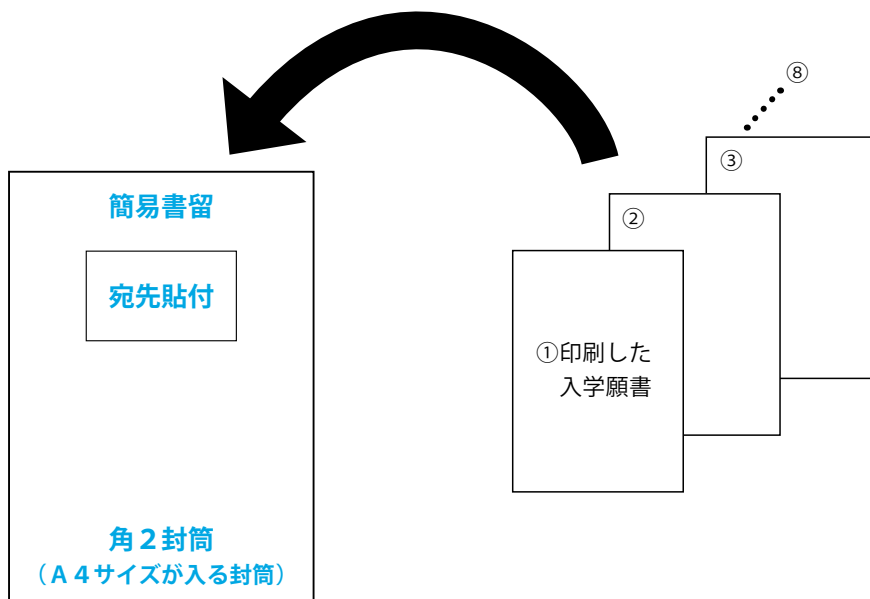 簡易書留
宛先貼付
角２封筒
（Ａ４サイズが入る封筒）
⑧
③
②
①印刷した
入学願書